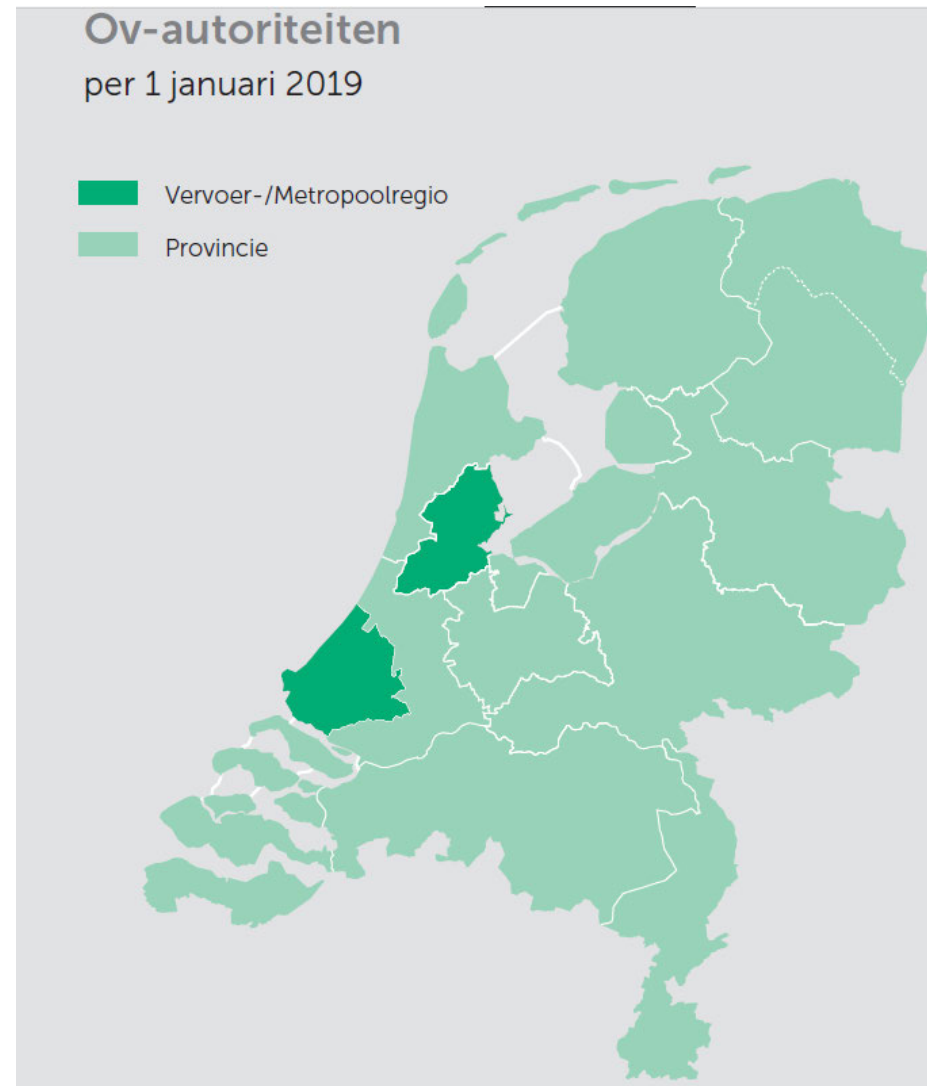 Ov-autoriteiten
per 1 januari 2019
Vervoer-/Metropoolregio
Provincie